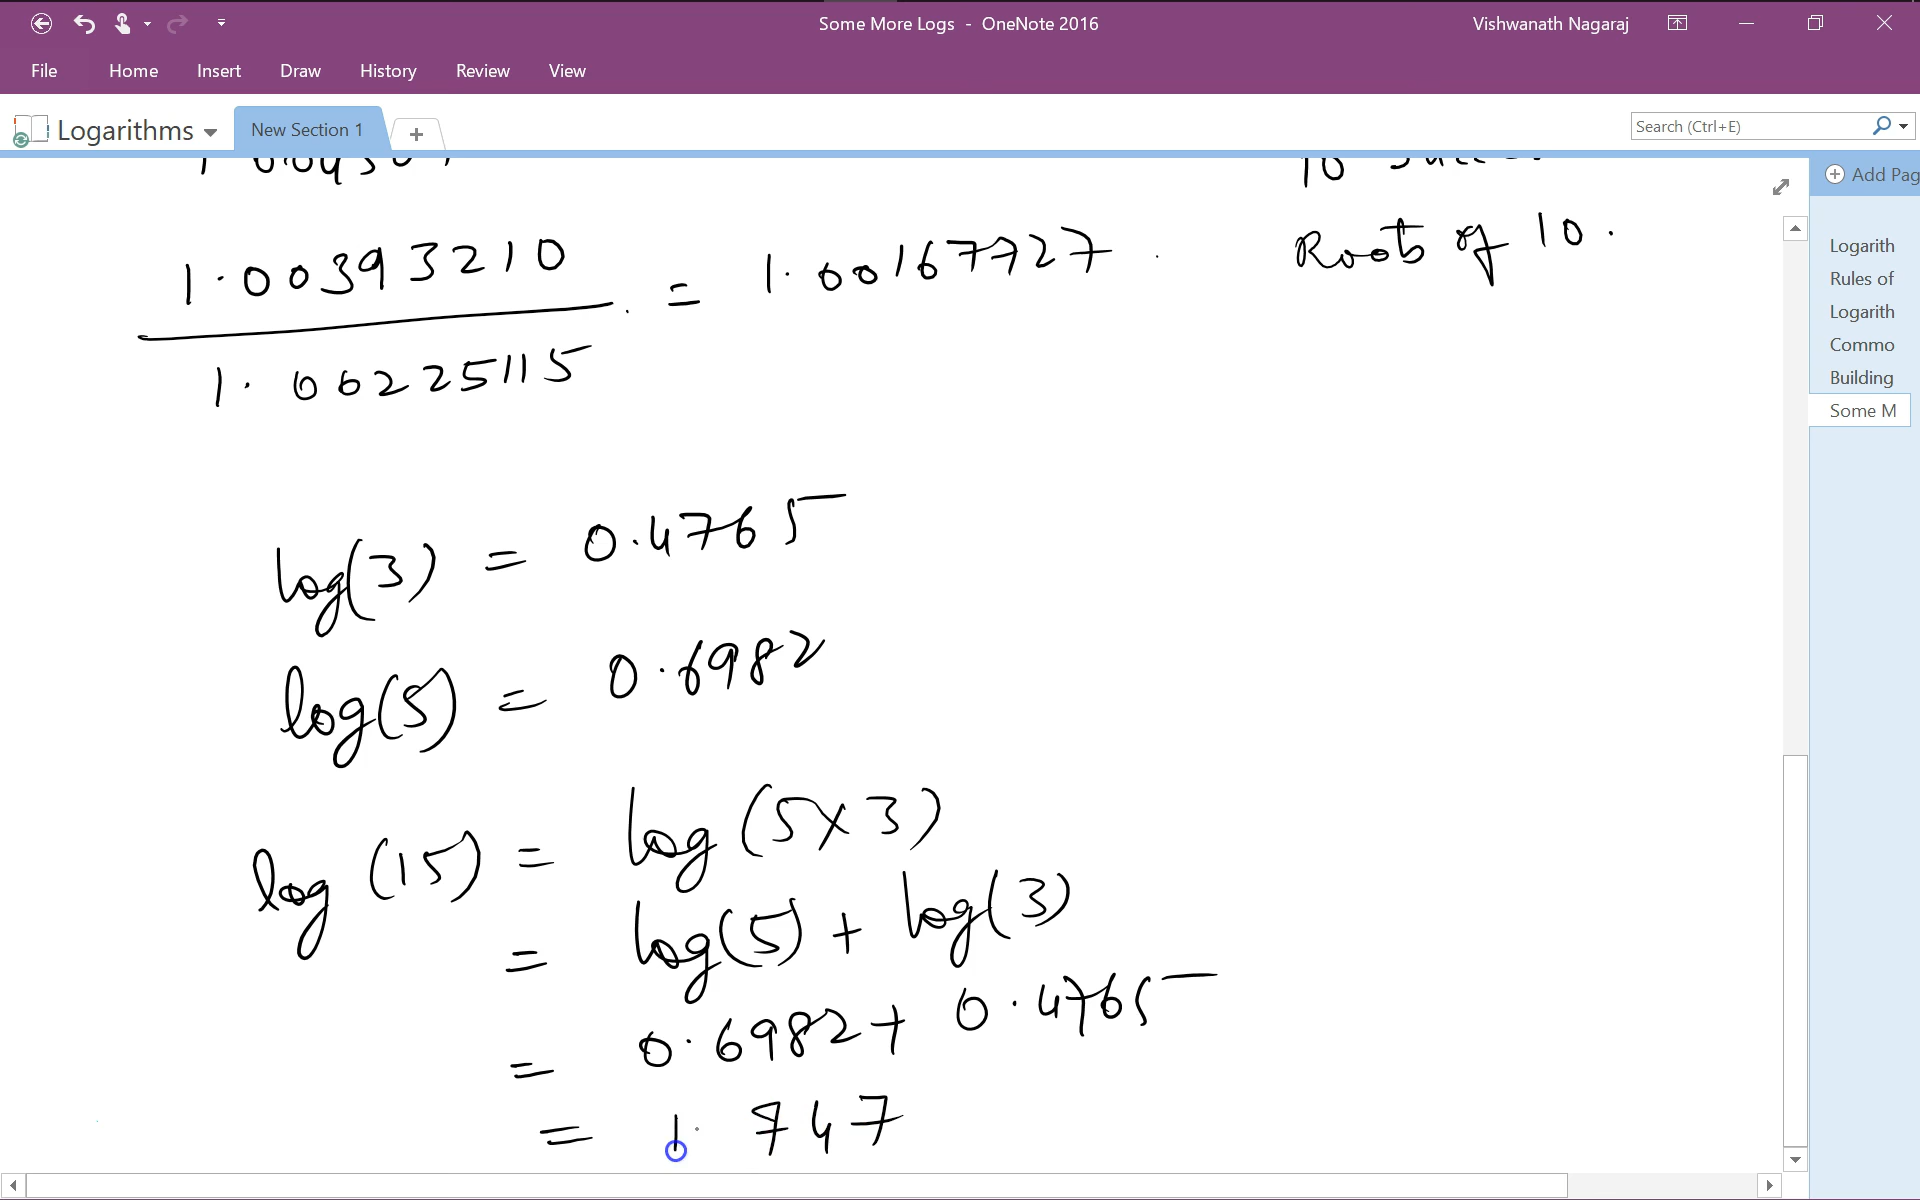 Some More Logs - OneNote 2016
Vishwanath Nagaraj
File Home Insert Draw History Review View
Logarithms
New Section 1
+
Search (Ctrl+E)
Add Pag
Logarith
Rules of
Logarith
Commo
Building
Some M
10
Roots of 10.
1.00393210
1.00225115
= 1.00167727
log(3) = 0.4765
log(5) = 0.6982
log (15) = log (5×3)
= log(5) + log(3)
= 0.6982 + 0.4765
= 1. 747